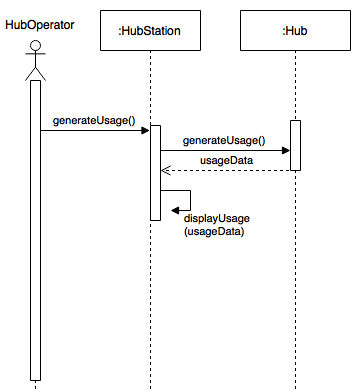 HubOperator
:HubStation
:Hub
generateUsage()
generateUsage()
usageData
displayUsage
(usageData)